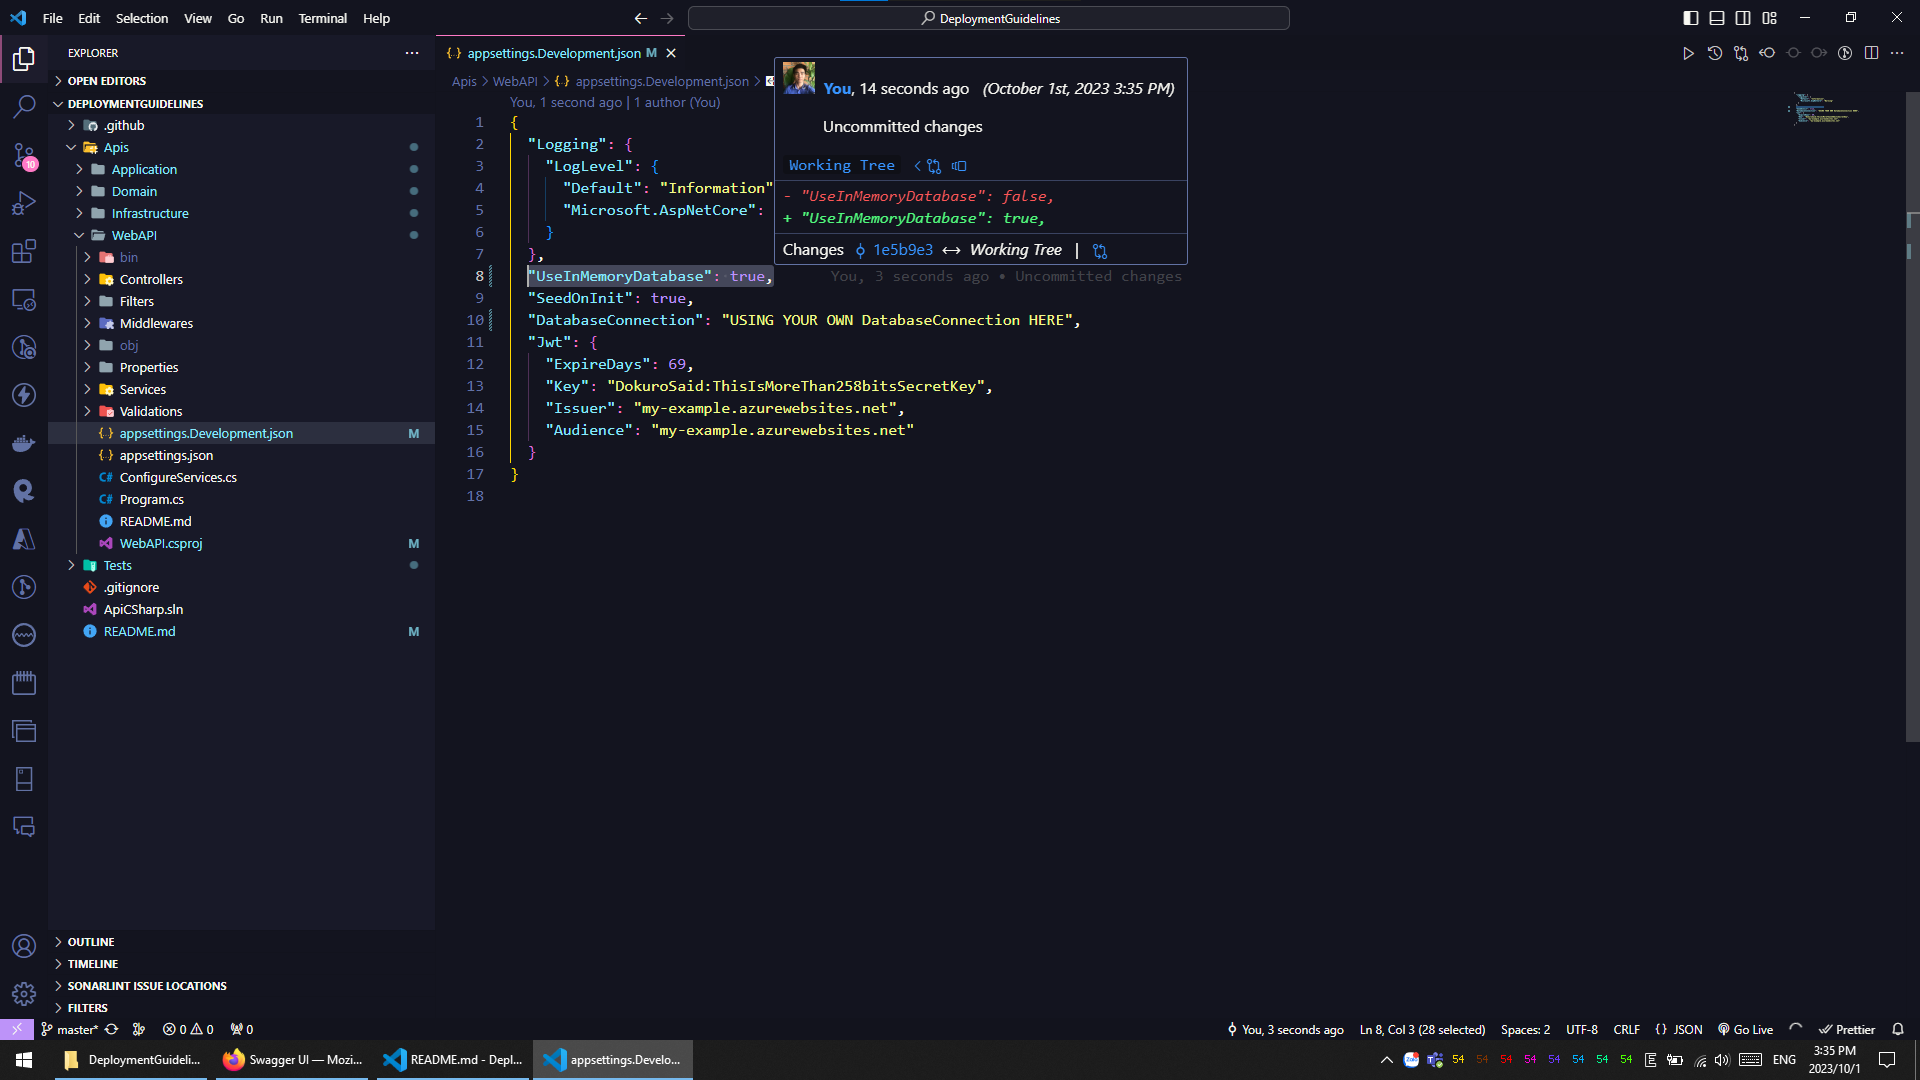 File Edit Selection View Go Run Terminal Help
DeploymentGuidelines
EXPLORER
OPEN EDITORS
DEPLOYMENTGUIDELINES
.github
Apis
Application
Domain
Infrastructure
WebAPI
bin
Controllers
Filters
Middlewares
obj
Properties
Services
Validations
appsettings.Development.json M
appsettings.json
ConfigureServices.cs
Program.cs
README.md
WebAPI.csproj M
Tests
.gitignore
ApiCSharp.sln
README.md M
OUTLINE
TIMELINE
SONARLINT ISSUE LOCATIONS
FILTERS
10
appsettings.Development.json M
Apis > WebAPI > {} appsettings.Development.json >
You, 1 second ago | 1 author (You)
1 {
2 "Logging": {
3 "LogLevel": {
4 "Default": "Information"
5 "Microsoft.AspNetCore":
6 }
7 },
8 "UseInMemoryDatabase": true, You, 3 seconds ago • Uncommitted changes
9 "SeedOnInit": true,
10 "DatabaseConnection": "USING YOUR OWN DatabaseConnection HERE",
11 "Jwt": {
12 "ExpireDays": 69,
13 "Key": "DokuroSaid:ThisIsMoreThan258bitsSecretKey",
14 "Issuer": "my-example.azurewebsites.net",
15 "Audience": "my-example.azurewebsites.net"
16 }
17 }
18
You, 14 seconds ago (October 1st, 2023 3:35 PM)
Uncommitted changes
Working Tree
- "UseInMemoryDatabase": false,
+ "UseInMemoryDatabase": true,
Changes 1e5b9e3 ↔ Working Tree |
master* 0 0 0
You, 3 seconds ago Ln 8, Col 3 (28 selected) Spaces: 2 UTF-8 CRLF {} JSON Go Live Prettier
DeploymentGuideli... Swagger UI — Mozi... README.md - Depl... appsettings.Develo...
54 54 54 54 54 54 54 54 ENG
3:35 PM
2023/10/1